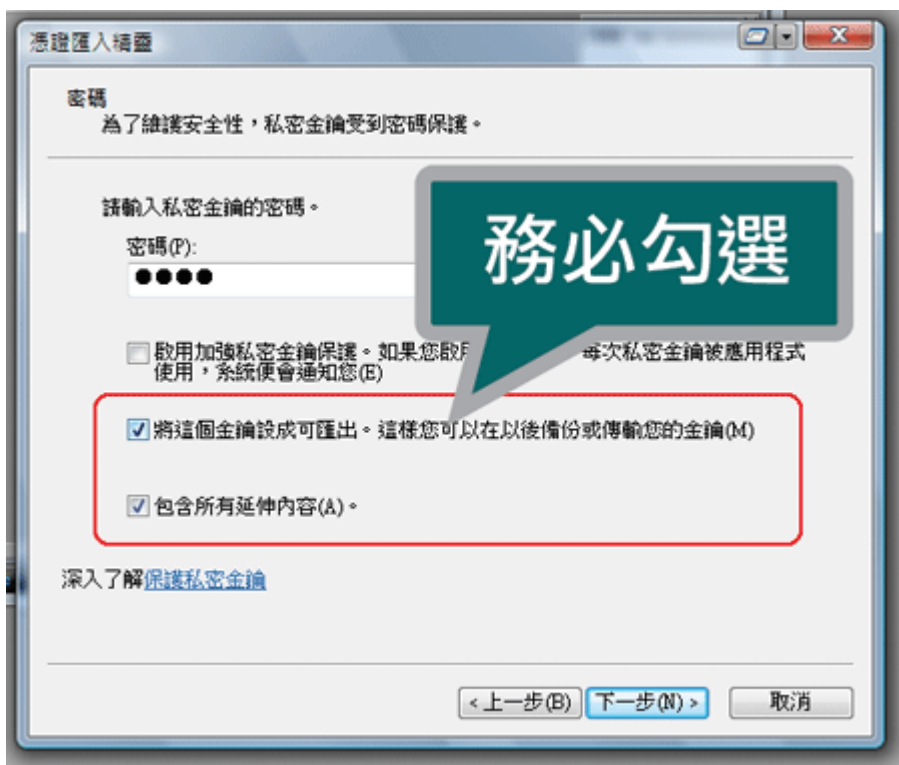 憑證匯入精靈
密碼
為了維護安全性，私密金鑰受到密碼保護。
請輸入私密金鑰的密碼。
務必勾選
密碼(P):
●●●●
啟用加強私密金鑰保護。如果您啟用
每次私密金鑰被應用程式
使用，系統便會通知您(E)
將這個金鑰設成可匯出。這樣您可以在以後備份或傳輸您的金鑰(M)
包含所有延伸內容(A)。
深入了解保護私密金鑰
<上一步(B)
下一步(N)>
取消